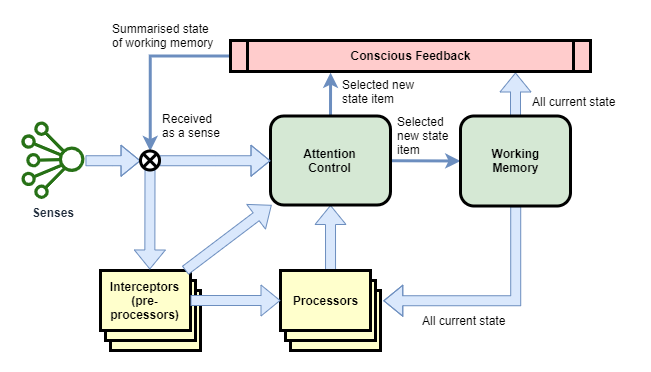 Summarised state
of working memory
Conscious Feedback
Selected new
state item
All current state
Received
as a sense
Selected
new state
item
Attention
Control
Working
Memory
Senses
Interceptors
(pre-
processors)
Processors
All current state